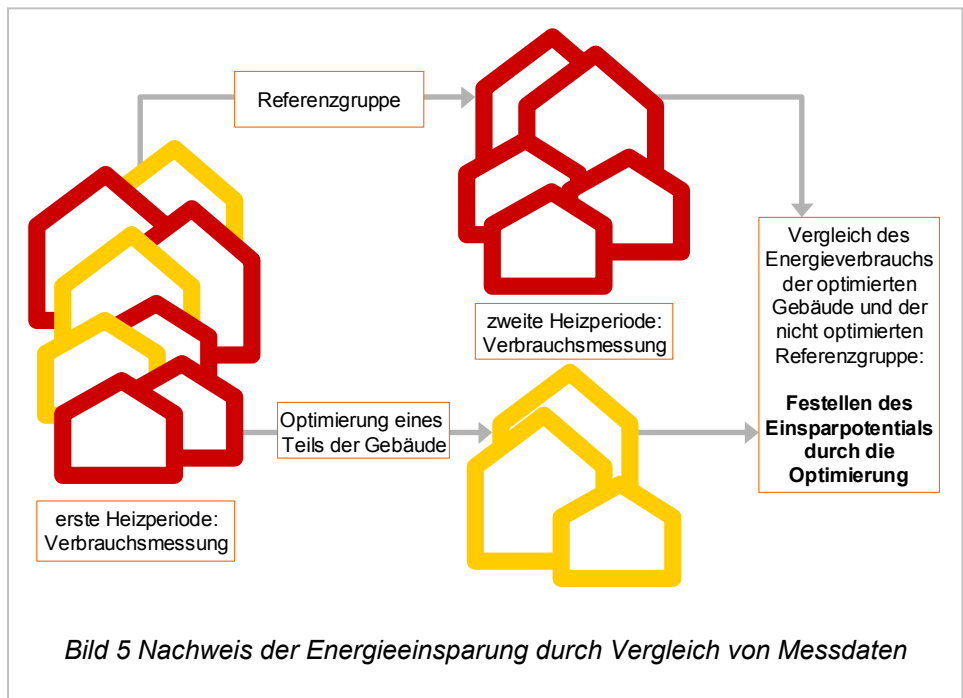 Referenzgruppe
zweite Heizperiode:
Verbrauchsmessung
Vergleich des
Energieverbrauchs
der optimierten
Gebäude und der
nicht optimierten
Referenzgruppe:
Festellen des
Einsparpotentials
durch die
Optimierung
Optimierung eines
Teils der Gebäude
erste Heizperiode:
Verbrauchsmessung
Bild 5 Nachweis der Energieeinsparung durch Vergleich von Messdaten